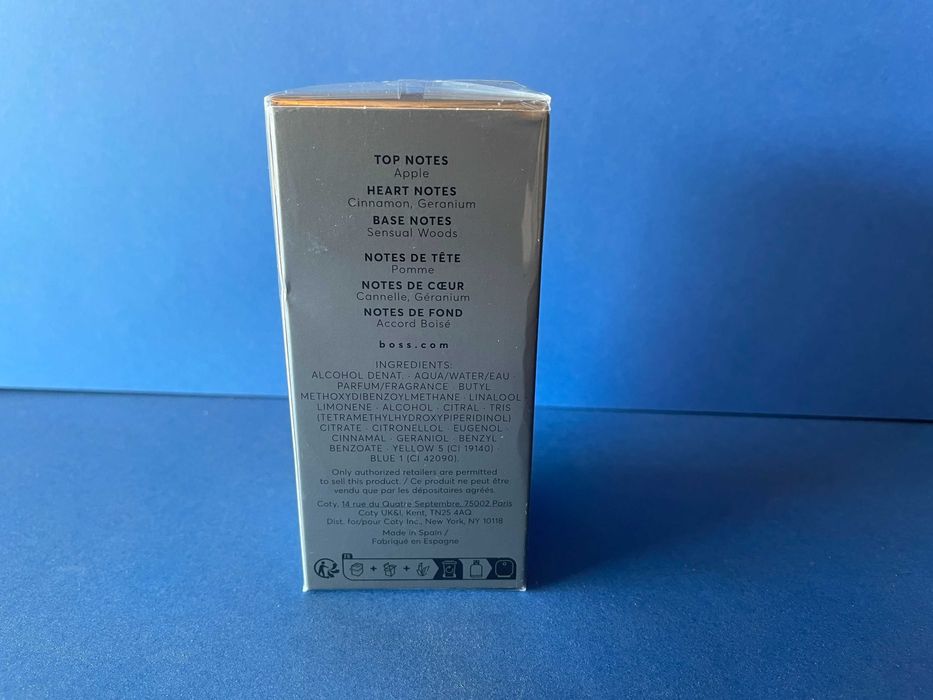 TOP NOTES
Apple
HEART NOTES
Cinnamon, Geranium
BASE NOTES
Sensual Woods
NOTES DE TÊTE
Pomme
NOTES DE CŒUR
Cannelle, Géranium
NOTES DE FOND
Accord Boisé
boss.com
INGREDIENTS:
ALCOHOL DENAT. · AQUA/WATER/EAU ·
PARFUM/FRAGRANCE · BUTYL
METHOXYDIBENZOYLMETHANE · LINALOOL ·
LIMONENE · ALCOHOL · CITRAL · TRIS
(TETRAMETHYLHYDROXYPIPERIDINOL)
CITRATE · CITRONELLOL · EUGENOL ·
CINNAMAL · GERANIOL · BENZYL
BENZOATE · YELLOW 5 (CI 19140) ·
BLUE 1 (CI 42090).
Only authorized retailers are permitted
to sell this product. / Ce produit ne peut être
vendu que par les dépositaires agréés.
Coty, 14 rue du Quatre Septembre, 75002 Paris
Coty UK&I, Kent, TN25 4AQ
Dist. for/pour Coty Inc., New York, NY 10118
Made in Spain /
Fabriqué en Espagne
FR